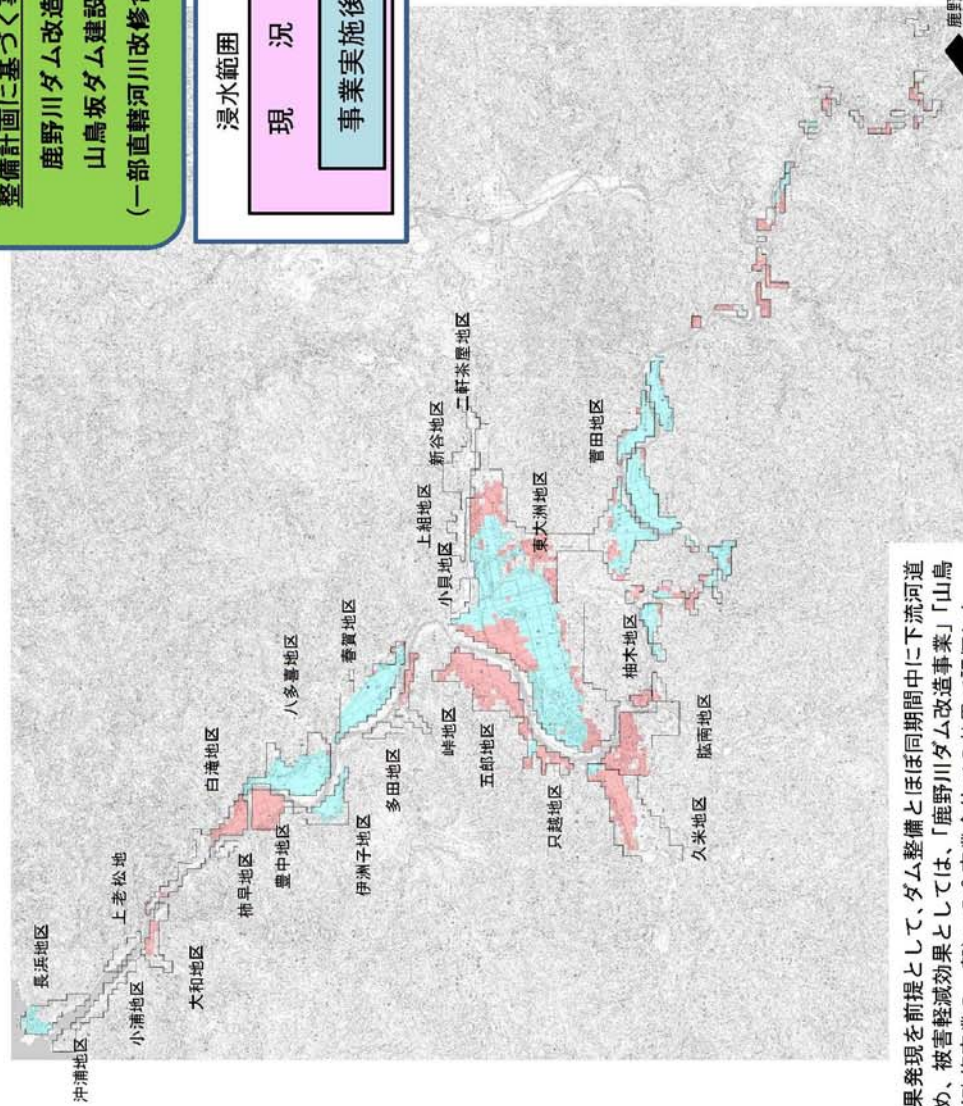 整備計画に基づく
鹿野川ダム改造
山鳥坂ダム建設
(一部直轄河川改修
浸水範囲
現 況
事業実施後
長浜地区
沖浦地区
上老松地
小浦地区
大和地区
白滝地区
柿早地区
豊中地区
八多喜地区
伊洲子地区
春賀地区
多田地区
峠地区
五郎地区
小貝地区
上組地区
新谷地区
二軒茶屋地区
東大洲地区
只越地区
久米地区
肱南地区
柚木地区
菅田地区
鹿野
果発現を前提として、ダム整備とほぼ同期間中に下流河道
め、被害軽減効果としては、「鹿野川ダム改造事業」「山鳥